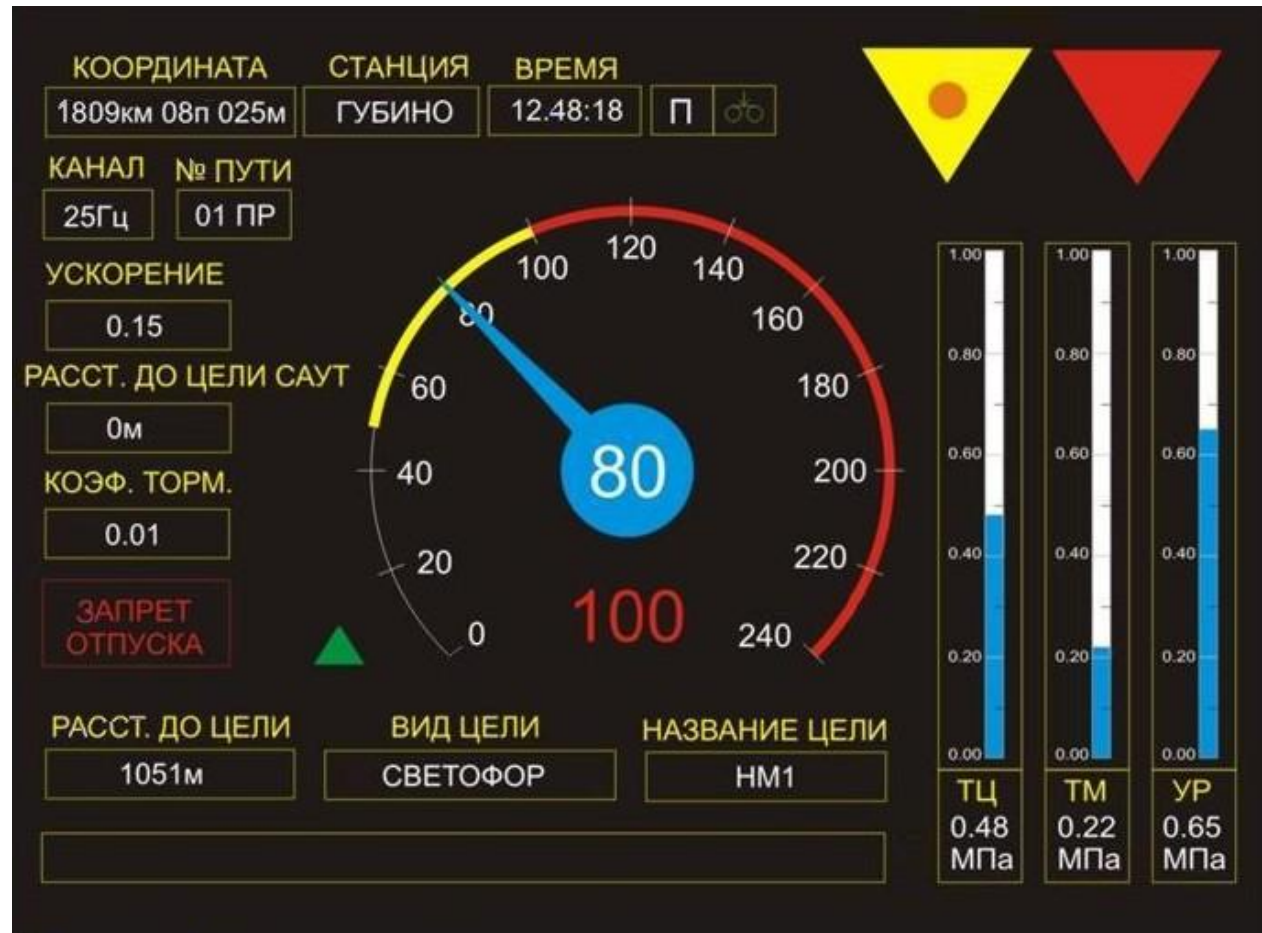 КООРДИНАТА СТАНЦИЯ ВРЕМЯ
1809км 08п 025м ГУБИНО 12.48:18 П
КАНАЛ № ПУТИ
25Гц 01 ПР
УСКОРЕНИЕ
0.15
РАССТ. ДО ЦЕЛИ САУТ
0м
КОЭФ. ТОРМ.
0.01
ЗАПРЕТ
ОТПУСКА
0
20
40
60
80
100
120
140
160
180
200
220
240
80
100
РАССТ. ДО ЦЕЛИ ВИД ЦЕЛИ НАЗВАНИЕ ЦЕЛИ
1051м СВЕТОФОР НМ1
1.00 1.00 1.00
0.80 0.80 0.80
0.60 0.60 0.60
0.40 0.40 0.40
0.20 0.20 0.20
0.00 0.00 0.00
ТЦ ТМ УР
0.48 0.22 0.65
МПа МПа МПа